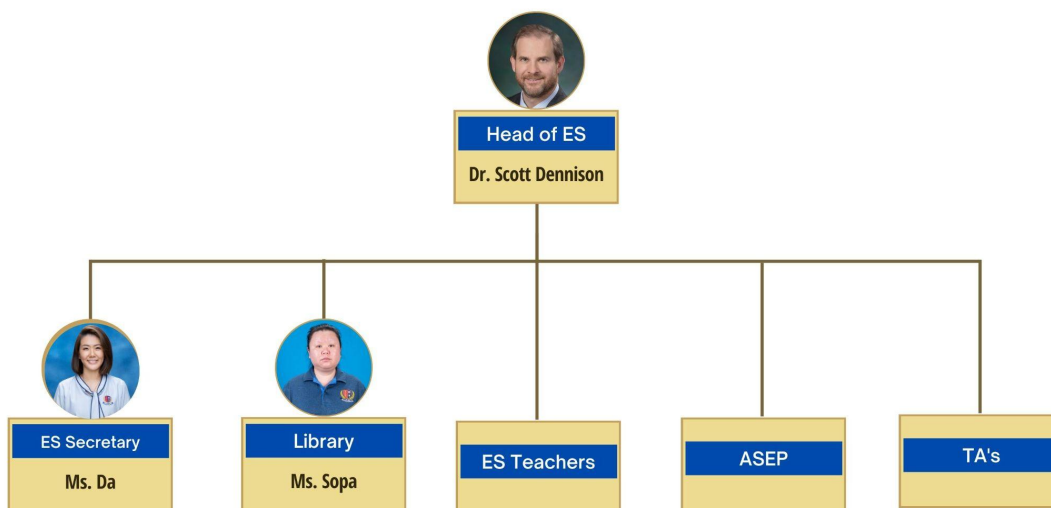 Head of ES
Dr. Scott Dennison
ES Secretary
Ms. Da
Library
Ms. Sopa
ES Teachers
ASEP
TA's